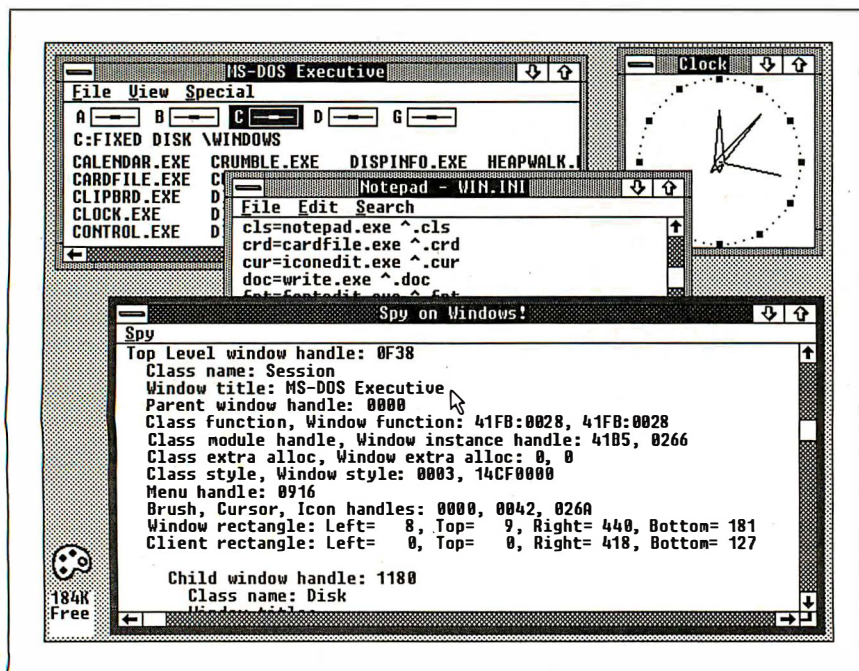 MS-DOS Executive
File View Special
A B C D G
C:FIXED DISK \WINDOWS
CALENDAR.EXE CRUMBLE.EXE DISPINFO.EXE HEAPWALK.
CARDFILE.EXE
CLIPBRD.EXE D
CLOCK.EXE D
CONTROL.EXE D
Clock
Notepad - WIN.INI
File Edit Search
cls=notepad.exe ^.cls
crd=cardfile.exe ^.crd
cur=iconedit.exe ^.cur
doc=write.exe ^.doc
fnt=fontedit.exe ^.fnt
Spy on Windows!
Spy
Top Level window handle: 0F38
Class name: Session
Window title: MS-DOS Executive
Parent window handle: 0000
Class function, Window function: 41FB:0028, 41FB:0028
Class module handle, Window instance handle: 41B5, 0266
Class extra alloc, Window extra alloc: 0, 0
Class style, Window style: 0003, 14CF0000
Menu handle: 0916
Brush, Cursor, Icon handles: 0000, 0042, 026A
Window rectangle: Left= 8, Top= 9, Right= 440, Bottom= 181
Client rectangle: Left= 0, Top= 0, Right= 418, Bottom= 127
Child window handle: 1180
Class name: Disk
Window title:
184K
Free